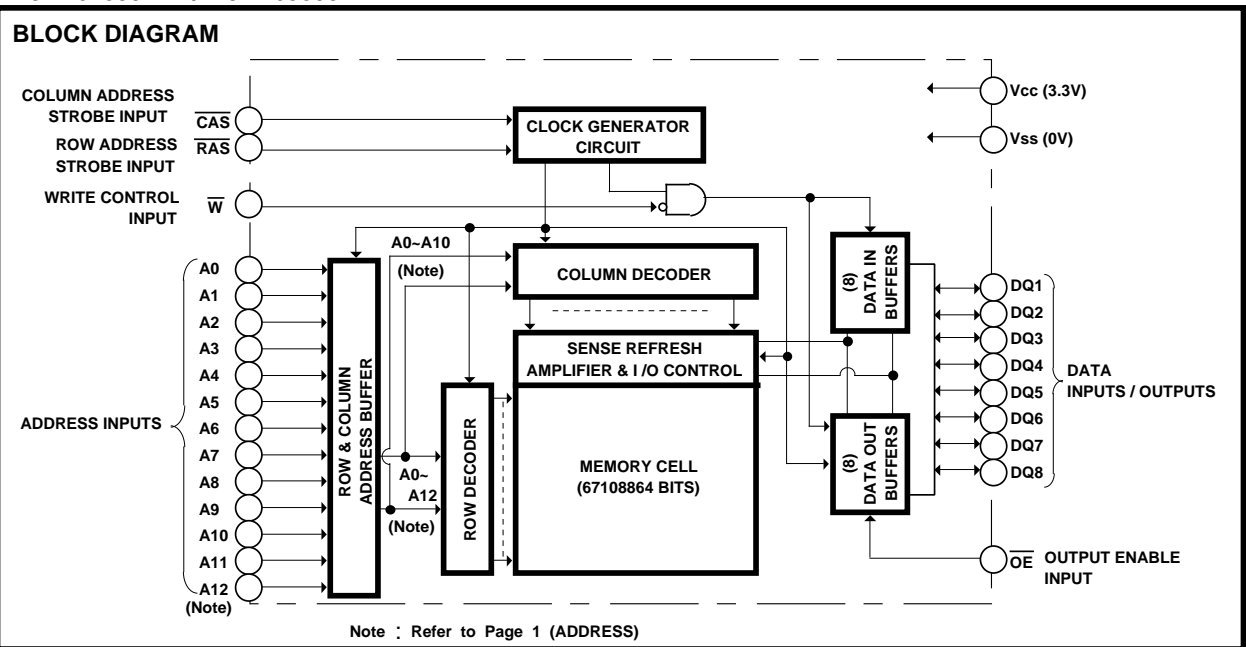 BLOCK DIAGRAM
COLUMN ADDRESS
STROBE INPUT
CAS
ROW ADDRESS
STROBE INPUT
RAS
WRITE CONTROL
INPUT
W
CLOCK GENERATOR
CIRCUIT
Vcc (3.3V)
Vss (0V)
ADDRESS INPUTS
A0
A1
A2
A3
A4
A5
A6
A7
A8
A9
A10
A11
A12
(Note)
ROW & COLUMN
ADDRESS BUFFER
A0~A10
(Note)
A0~
A12
(Note)
ROW DECODER
COLUMN DECODER
SENSE REFRESH
AMPLIFIER & I /O CONTROL
MEMORY CELL
(67108864 BITS)
(8)
DATA IN
BUFFERS
(8)
DATA OUT
BUFFERS
DQ1
DQ2
DQ3
DQ4
DQ5
DQ6
DQ7
DQ8
DATA
INPUTS / OUTPUTS
OE
OUTPUT ENABLE
INPUT
Note : Refer to Page 1 (ADDRESS)